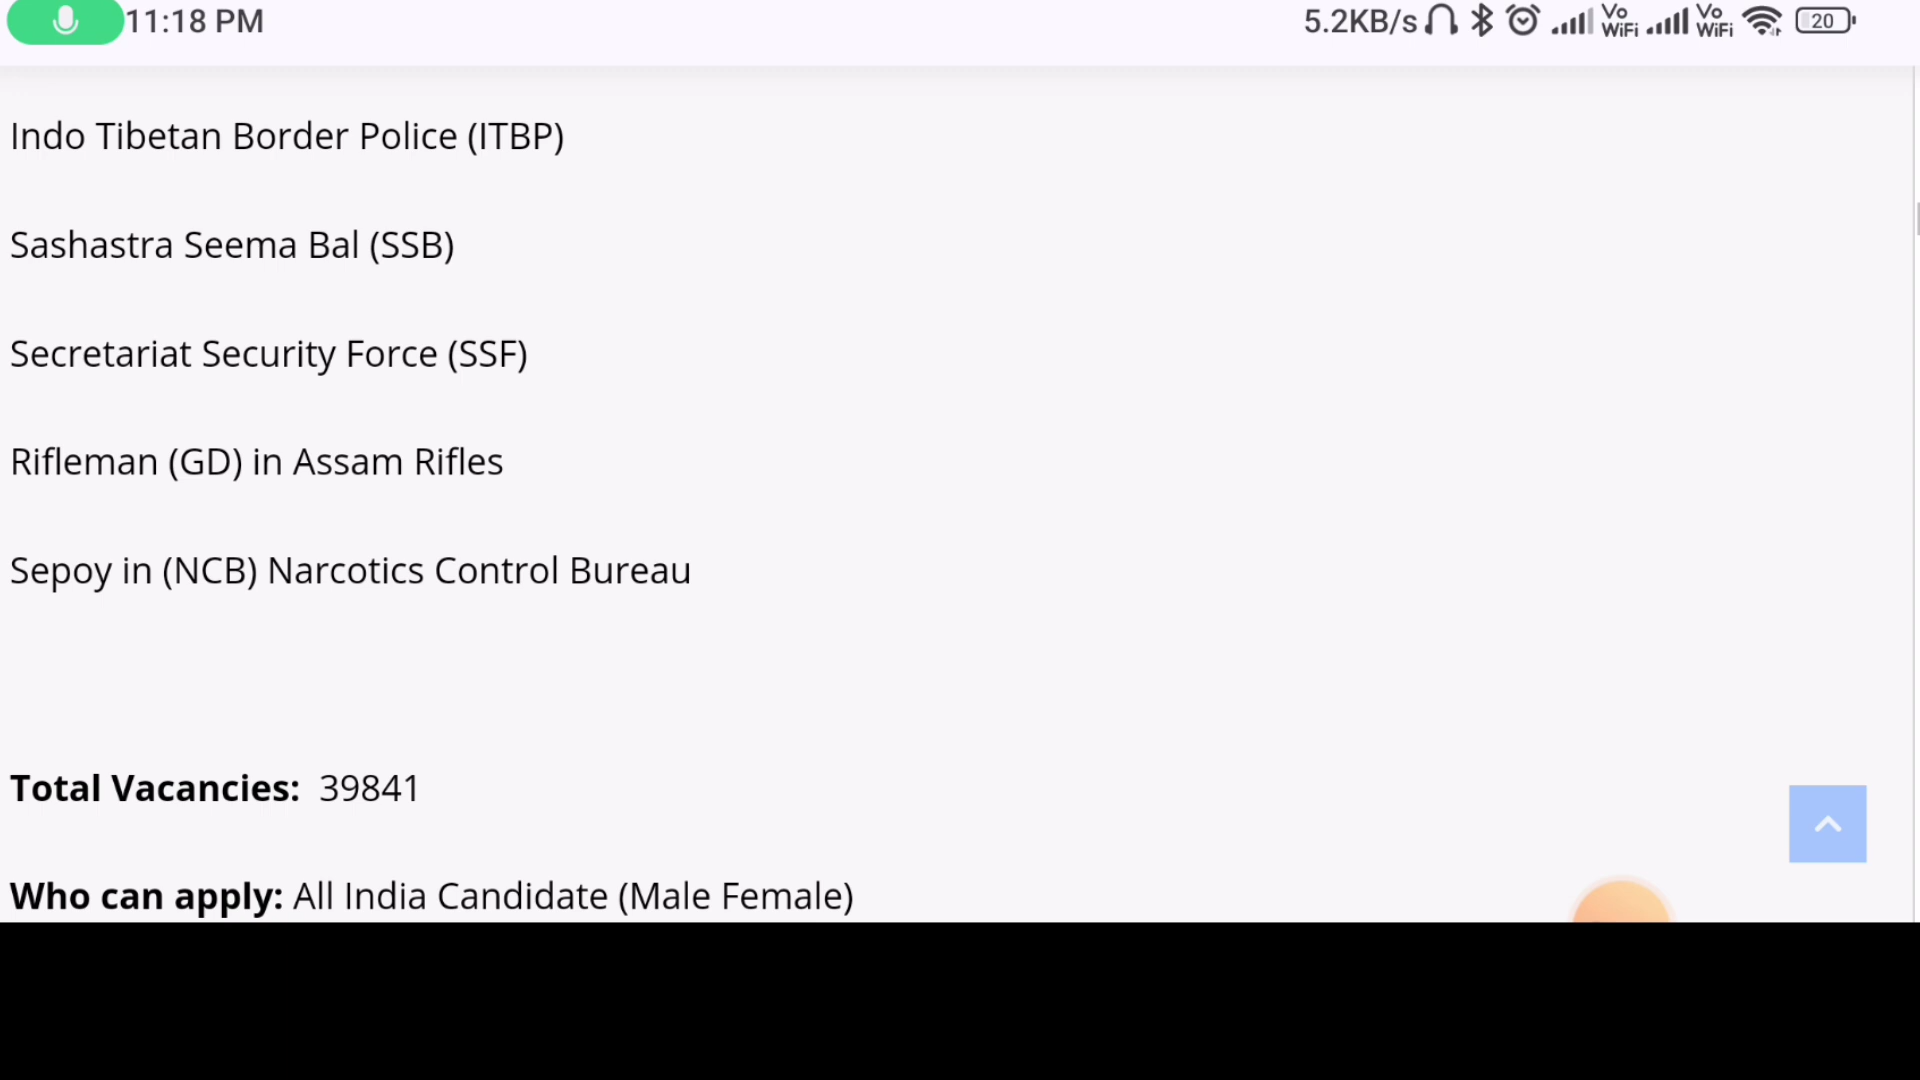 11:18 PM 5.2KB/s Vo WiFi Vo WiFi 20
Indo Tibetan Border Police (ITBP)
Sashastra Seema Bal (SSB)
Secretariat Security Force (SSF)
Rifleman (GD) in Assam Rifles
Sepoy in (NCB) Narcotics Control Bureau
Total Vacancies: 39841
Who can apply: All India Candidate (Male Female)